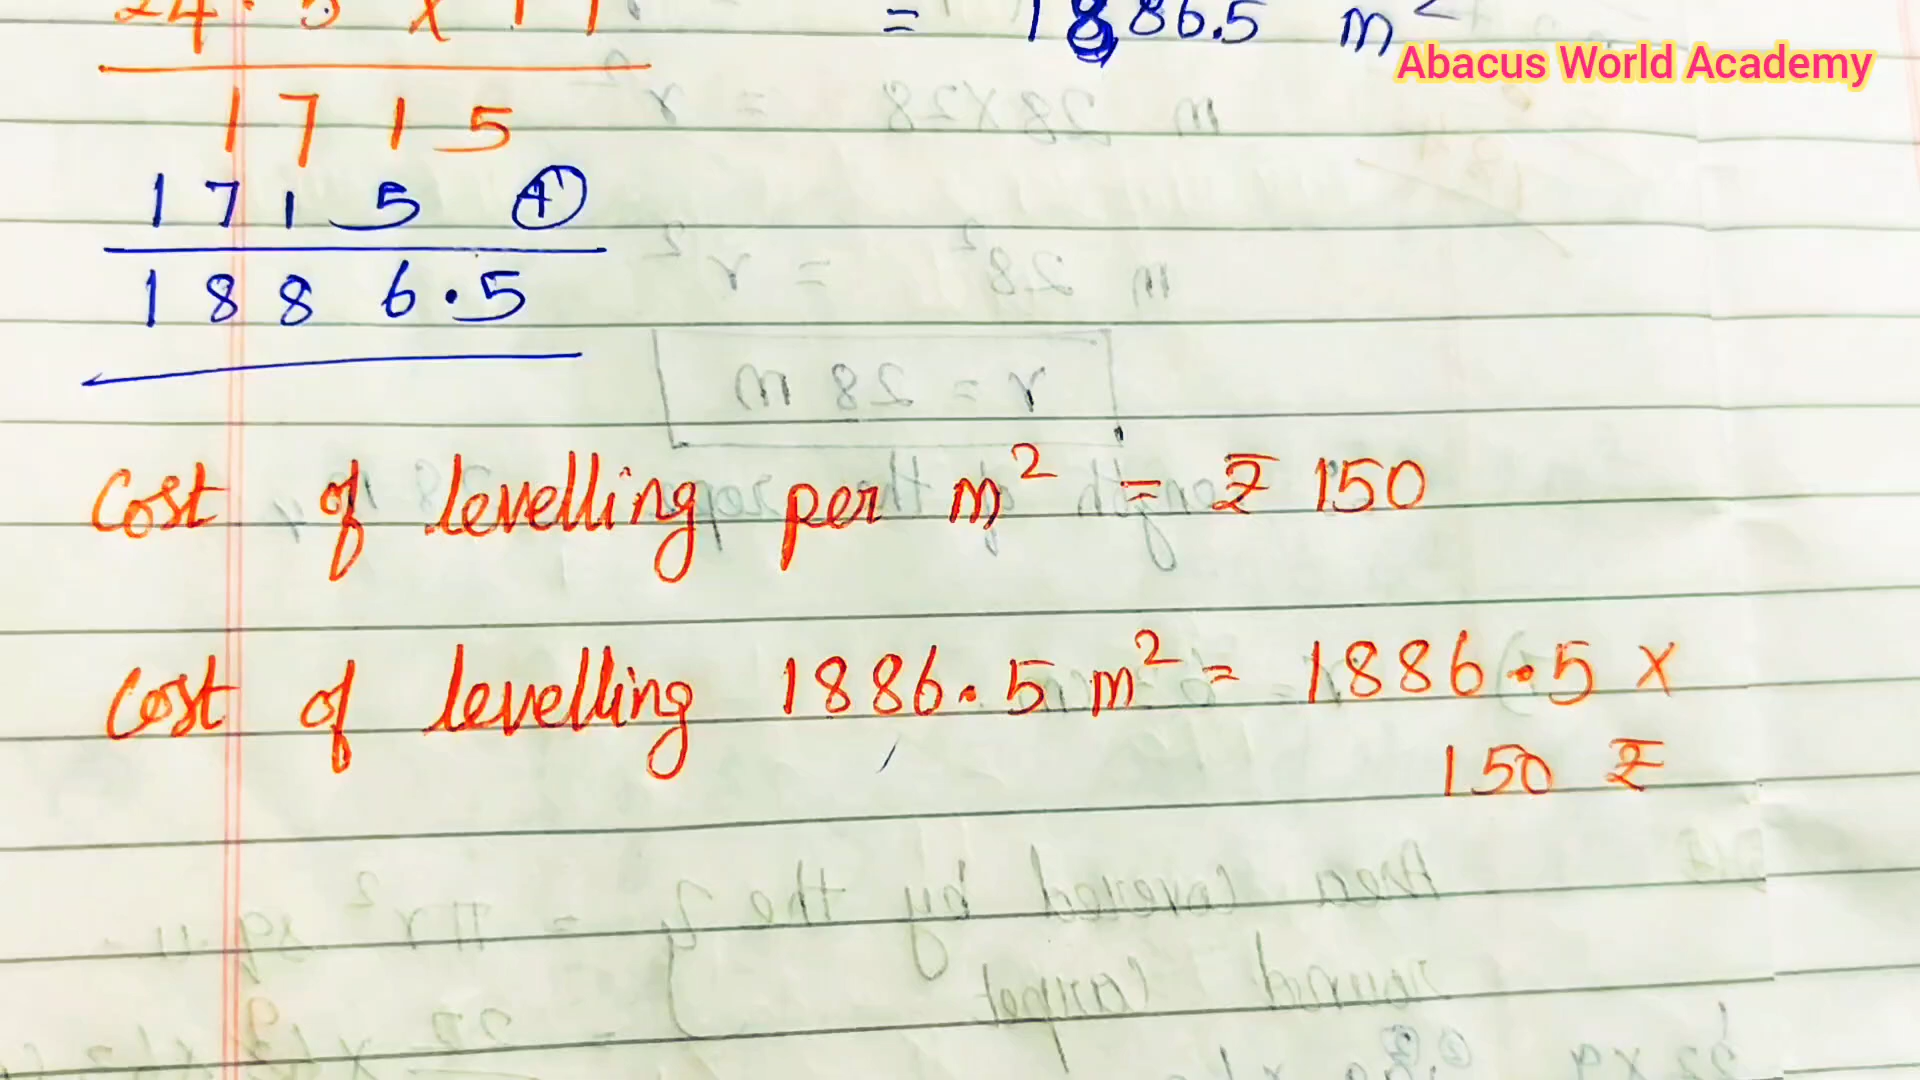 = 1886.5 m²
Abacus World Academy
1715
1715 +
1886.5
Cost of levelling per m² = ₹ 150
Cost of levelling 1886.5 m² = 1886.5 x
150 ₹